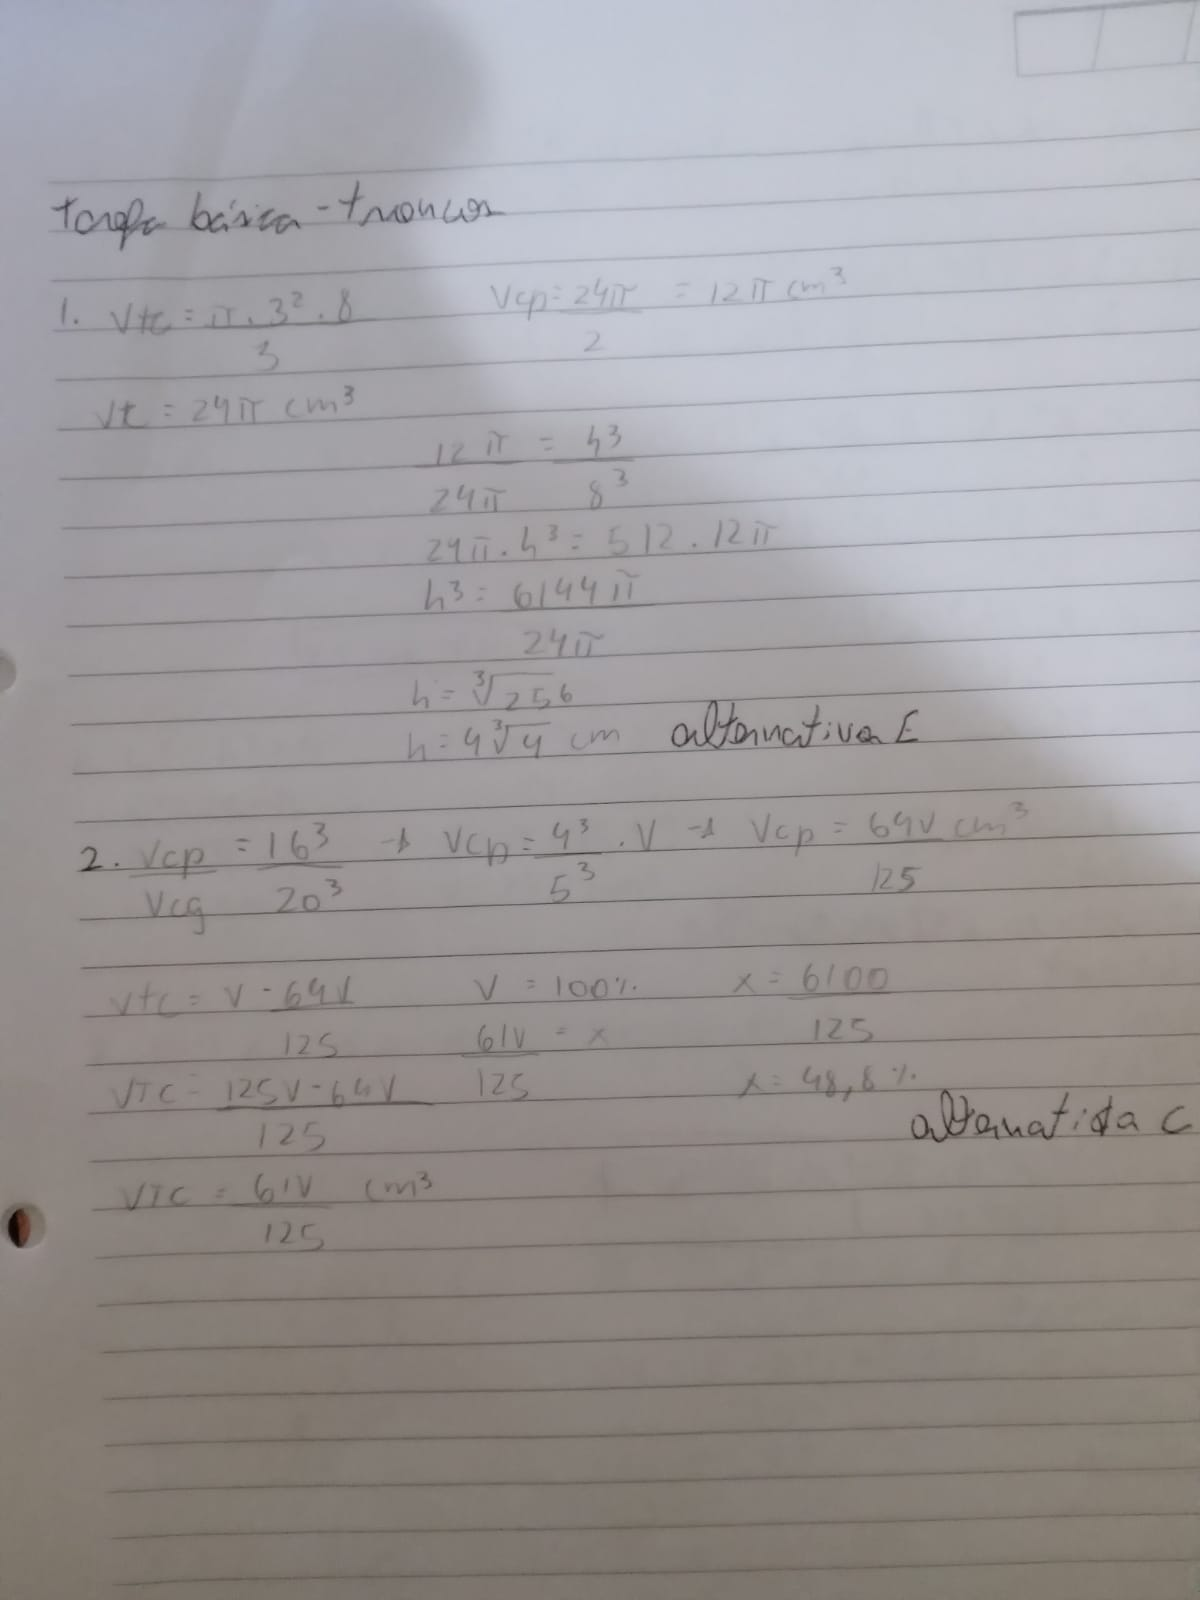 tarefa básica - troncos
1. Vtc = π . 3² . 8 / 3    Vcp = 24π / 2 = 12π cm³
Vt = 24π cm³
12π / 24π = h³ / 8³
24π . h³ = 512 . 12π
h³ = 6144π / 24π
h = ³√256
h = 4³√4 cm    alternativa E
2. Vcp / Vcg = 16³ / 20³ → Vcp = 4³ / 5³ . V → Vcp = 64V / 125 cm³
Vtc = V - 64V / 125    V = 100%    x = 6100 / 125
VTC = 125V - 64V / 125    61V / 125 = x    x = 48,8 %
alternatida C
VTC = 61V / 125 cm³